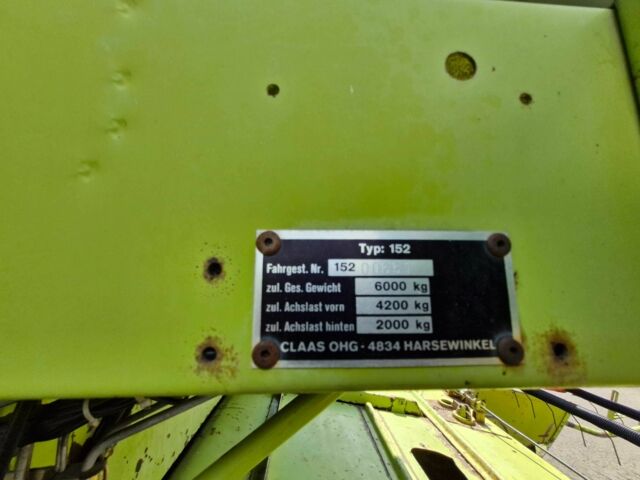 Typ: 152
Fahrgest. Nr. 152
zul. Ges. Gewicht 6000 kg
zul. Achslast vorn 4200 kg
zul. Achslast hinten 2000 kg
CLAAS OHG · 4834 HARSEWINKEL